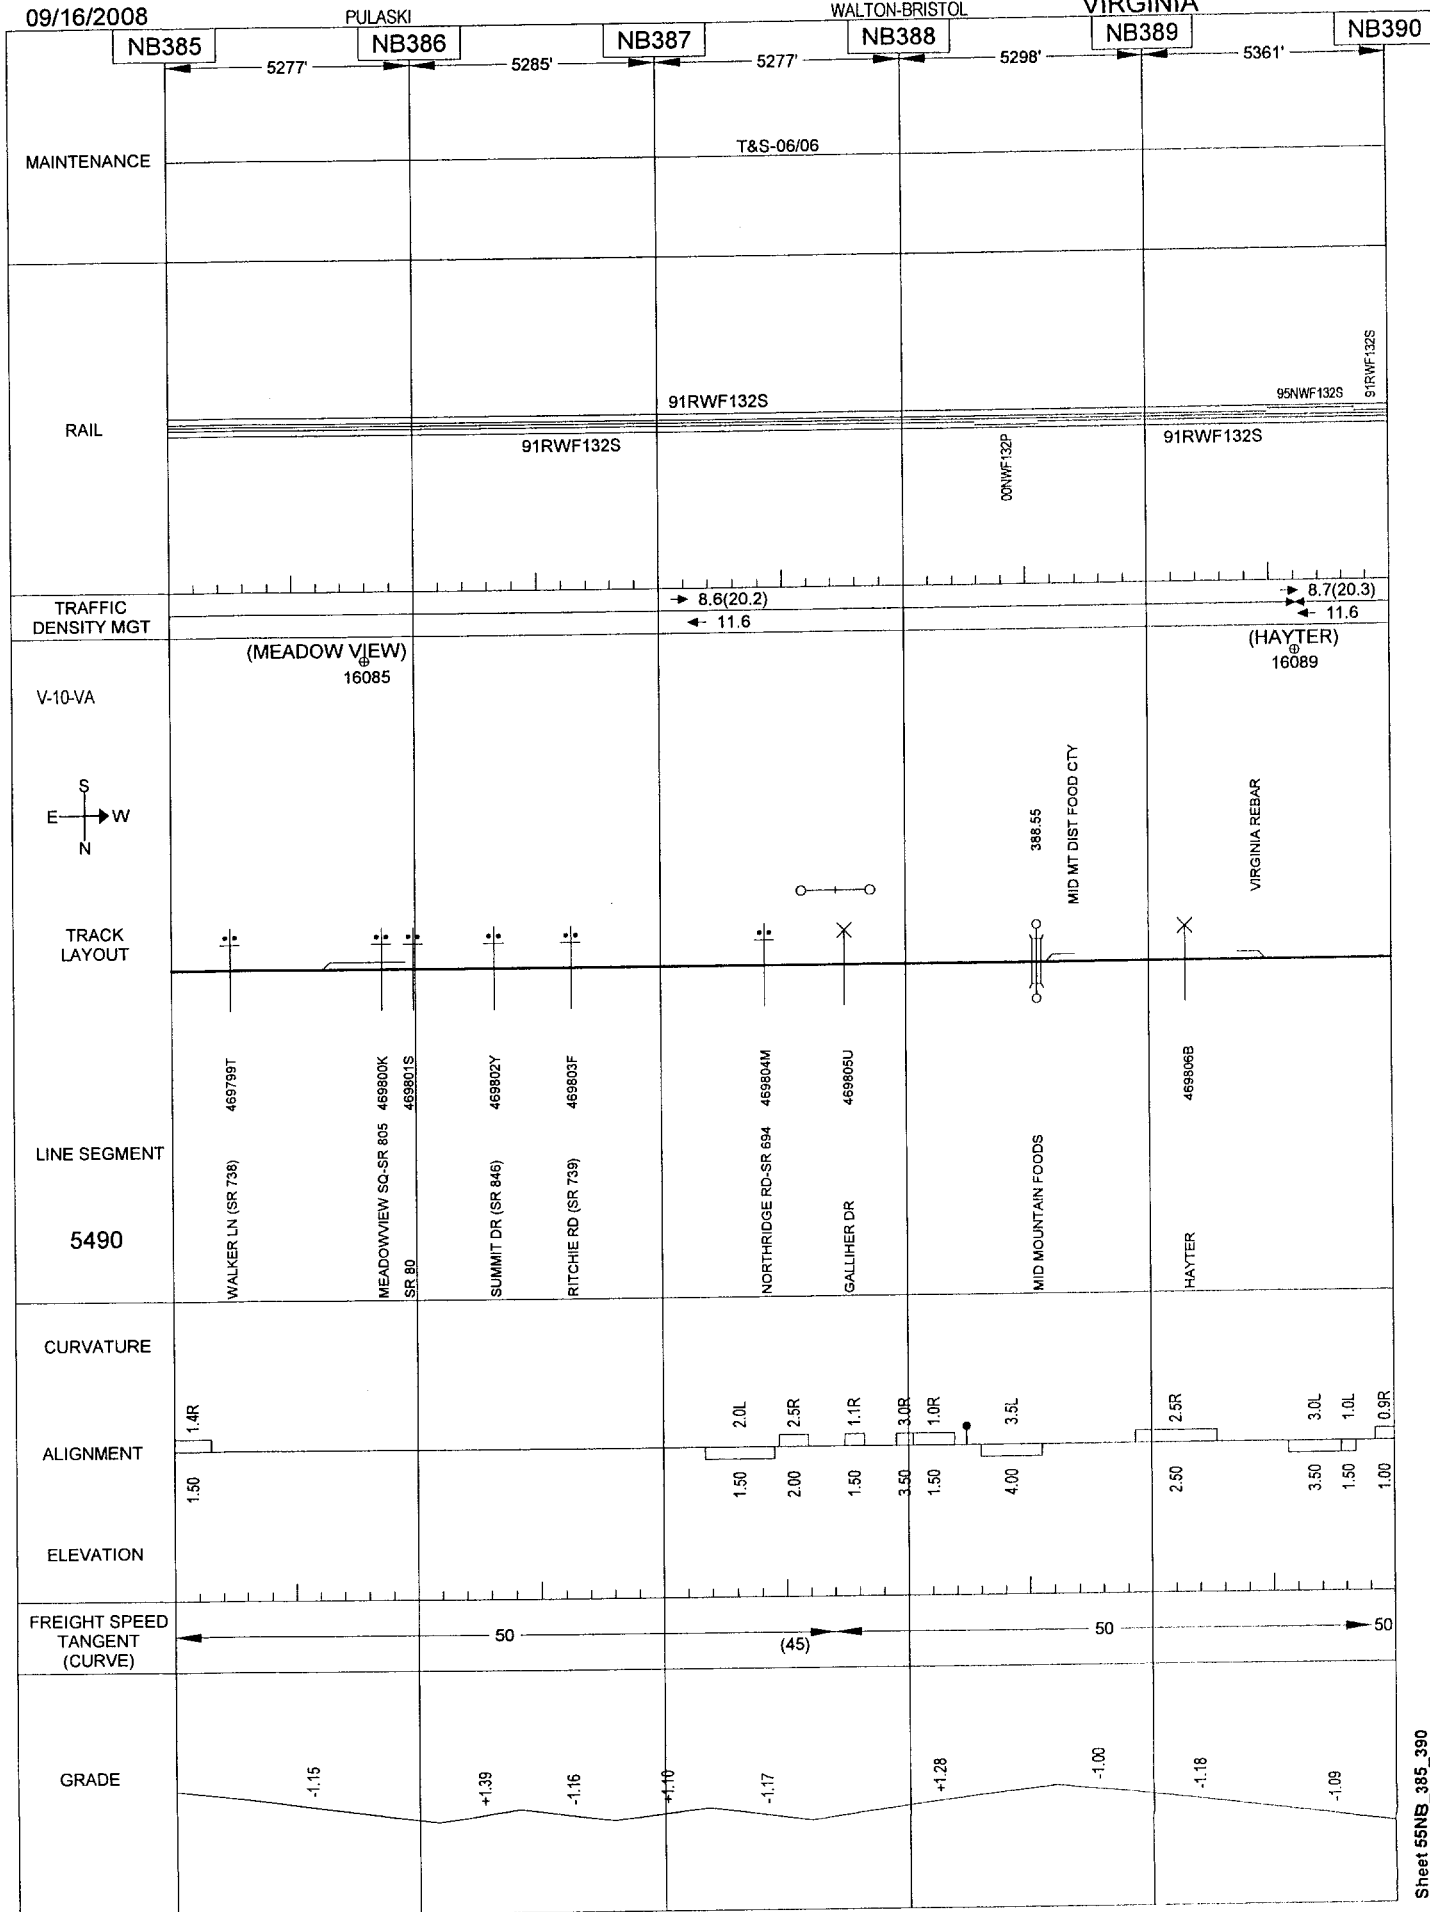 09/16/2008
PULASKI
WALTON-BRISTOL
VIRGINIA
NB385
NB386
NB387
NB388
NB389
NB390
5277'
5285'
5277'
5298'
5361'
MAINTENANCE
T&S-06/06
RAIL
91RWF132S
91RWF132S
00NWF132P
95NWF132S
91RWF132S
91RWF132S
TRAFFIC
DENSITY MGT
8.6(20.2)
11.6
8.7(20.3)
11.6
(MEADOW VIEW)
16085
(HAYTER)
16089
V-10-VA
S
E W
N
388.55
MID MT DIST FOOD CTY
VIRGINIA REBAR
TRACK
LAYOUT
469799T
469800K
469801S
469802Y
469803F
469804M
469805U
469806B
LINE SEGMENT
5490
WALKER LN (SR 738)
MEADOWVIEW SQ-SR 805
SR 80
SUMMIT DR (SR 846)
RITCHIE RD (SR 739)
NORTHRIDGE RD-SR 694
GALLIHER DR
MID MOUNTAIN FOODS
HAYTER
CURVATURE
1.4R
2.0L
2.5R
1.1R
3.0R
1.0R
3.5L
2.5R
3.0L
1.0L
0.9R
ALIGNMENT
1.50
1.50
2.00
1.50
3.50
1.50
4.00
2.50
3.50
1.50
1.00
ELEVATION
FREIGHT SPEED
TANGENT
(CURVE)
50
(45)
50
50
GRADE
-1.15
+1.39
-1.16
+1.10
-1.17
+1.28
-1.00
-1.18
-1.09
Sheet 55NB_385_390